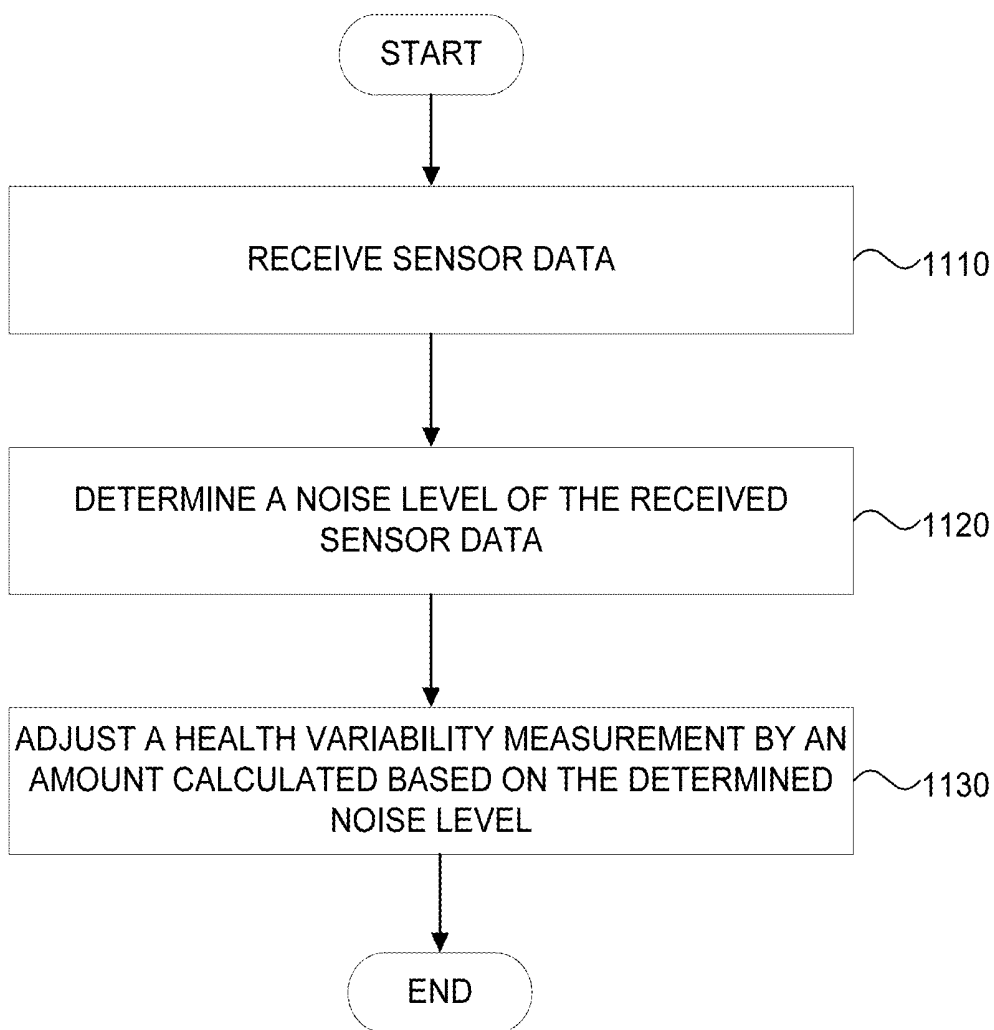 START
RECEIVE SENSOR DATA
1110
DETERMINE A NOISE LEVEL OF THE RECEIVED
SENSOR DATA
1120
ADJUST A HEALTH VARIABILITY MEASUREMENT BY AN
AMOUNT CALCULATED BASED ON THE DETERMINED
NOISE LEVEL
1130
END